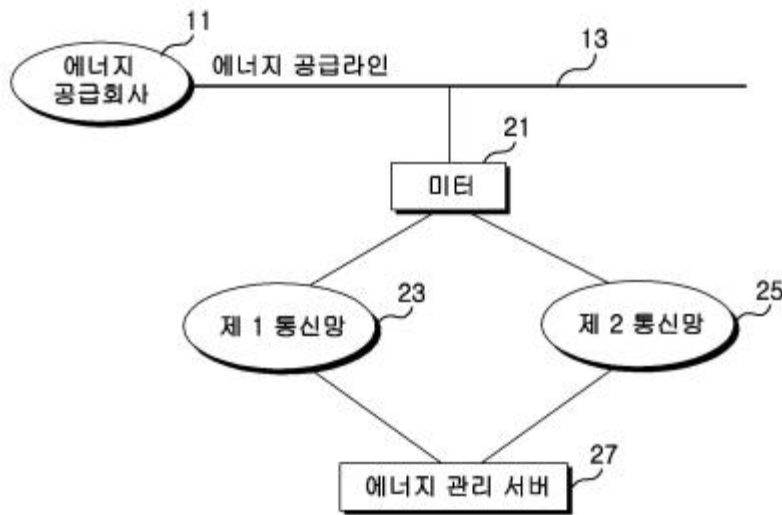 11
에너지
공급회사
에너지 공급라인
13
21
미터
제 1 통신망
23
제 2 통신망
25
에너지 관리 서버
27